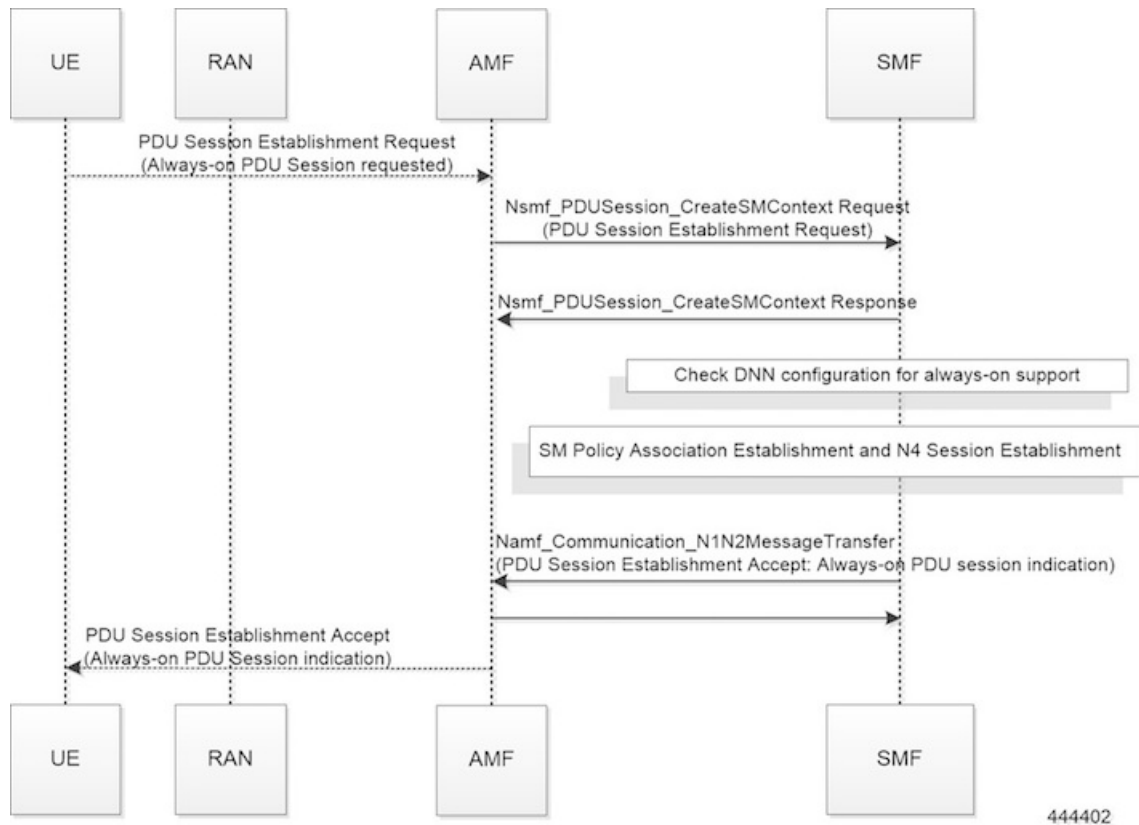 UE
RAN
AMF
SMF
PDU Session Establishment Request
(Always-on PDU Session requested)
Nsmf_PDUSession_CreateSMContext Request
(PDU Session Establishment Request)
Nsmf_PDUSession_CreateSMContext Response
Check DNN configuration for always-on support
SM Policy Association Establishment and N4 Session Establishment
Namf_Communication_N1N2MessageTransfer
(PDU Session Establishment Accept: Always-on PDU session indication)
PDU Session Establishment Accept
(Always-on PDU Session indication)
UE
RAN
AMF
SMF
444402